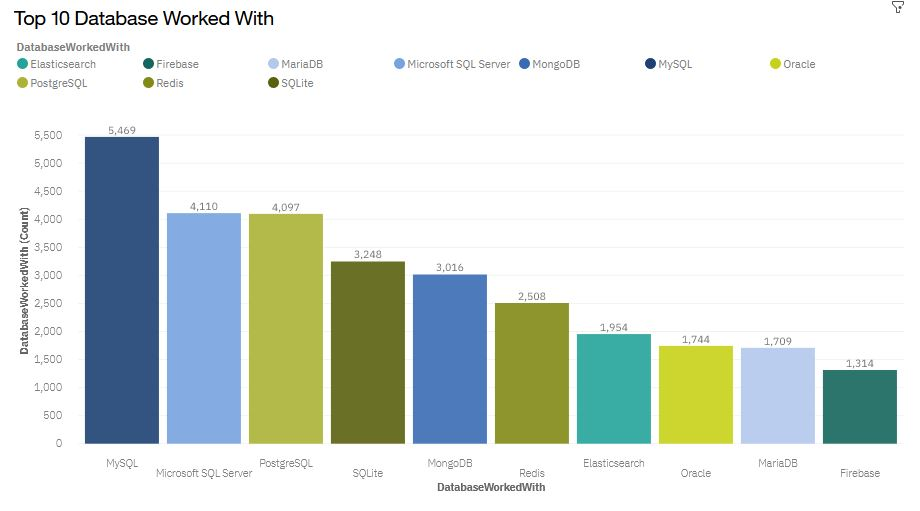 Top 10 Database Worked With
DatabaseWorkedWith
Elasticsearch Firebase MariaDB Microsoft SQL Server MongoDB MySQL Oracle
PostgreSQL Redis SQLite
5,500
5,000
4,500
4,000
3,500
3,000
2,500
2,000
1,500
1,000
500
0
DatabaseWorkedWith (Count)
5,469
4,110
4,097
3,248
3,016
2,508
1,954
1,744
1,709
1,314
MySQL
Microsoft SQL Server
PostgreSQL
SQLite
MongoDB
Redis
Elasticsearch
Oracle
MariaDB
Firebase
DatabaseWorkedWith